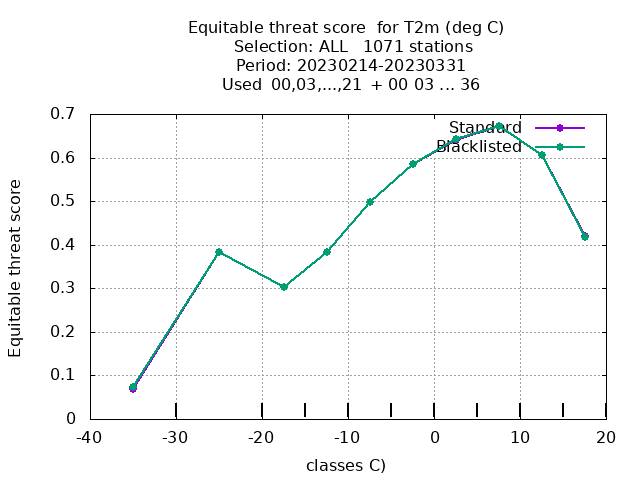 Equitable threat score for T2m (deg C)
Selection: ALL 1071 stations
Period: 20230214-20230331
Used 00,03,...,21 + 00 03 ... 36
0.7
0.6
0.5
0.4
0.3
0.2
0.1
0
Equitable threat score
Standard
Blacklisted
-40 -30 -20 -10 0 10 20
classes C)